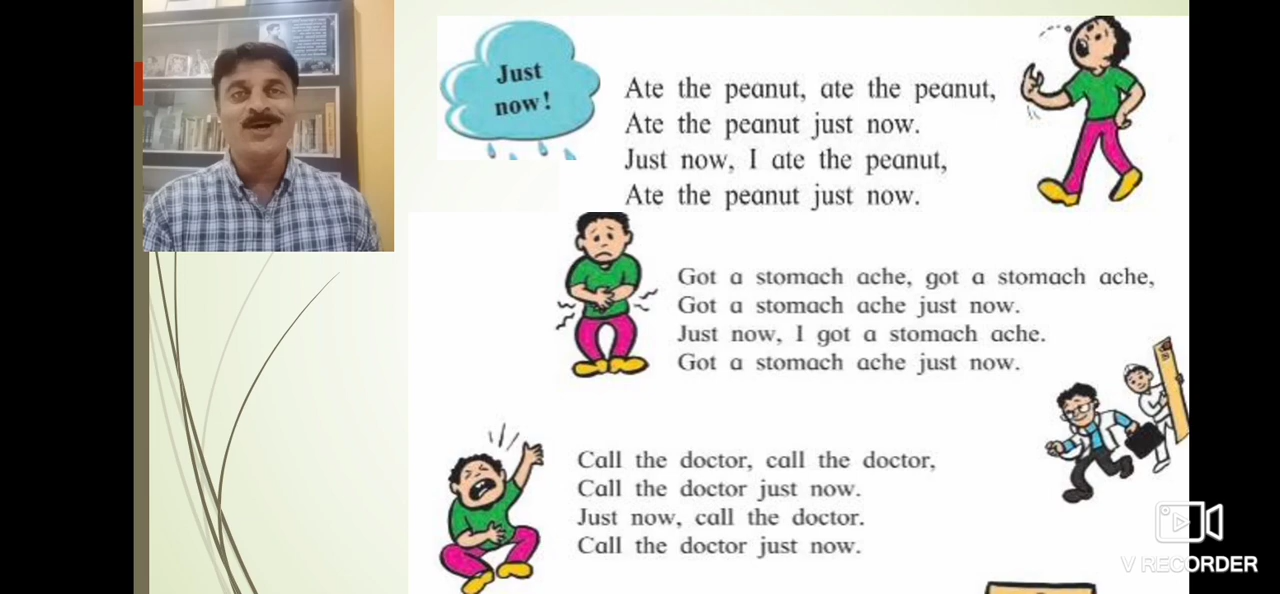 Just
now!
Ate the peanut, ate the peanut,
Ate the peanut just now.
Just now, I ate the peanut,
Ate the peanut just now.
Got a stomach ache, got a stomach ache,
Got a stomach ache just now.
Just now, I got a stomach ache.
Got a stomach ache just now.
Call the doctor, call the doctor,
Call the doctor just now.
Just now, call the doctor.
Call the doctor just now.
V RECORDER